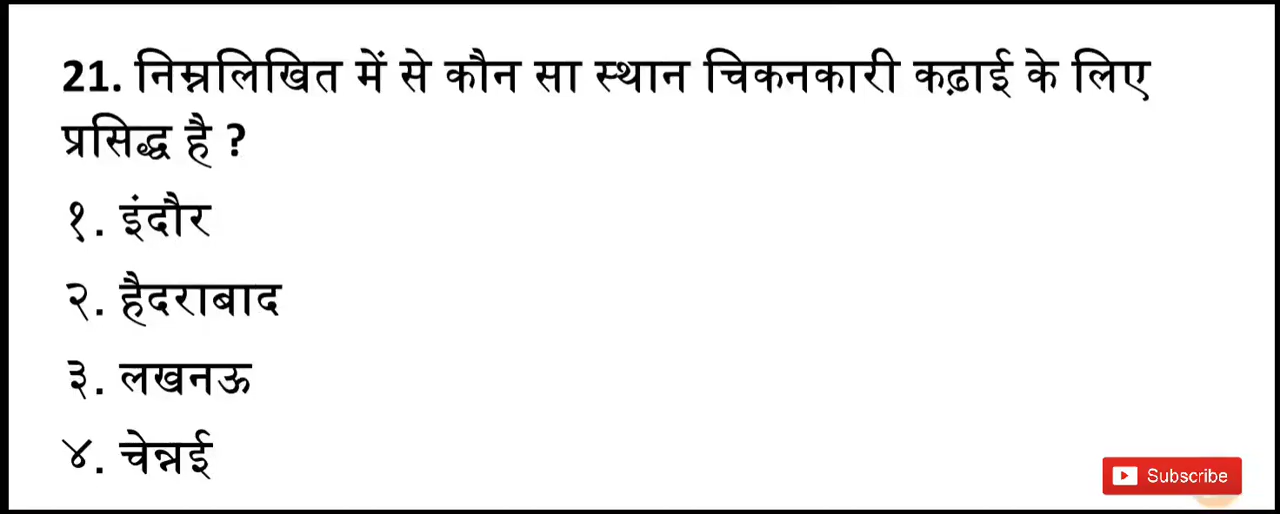 21. निम्नलिखित में से कौन सा स्थान चिकनकारी कढ़ाई के लिए
प्रसिद्ध है ?
१. इंदौर
२. हैदराबाद
३. लखनऊ
४. चेन्नई
Subscribe